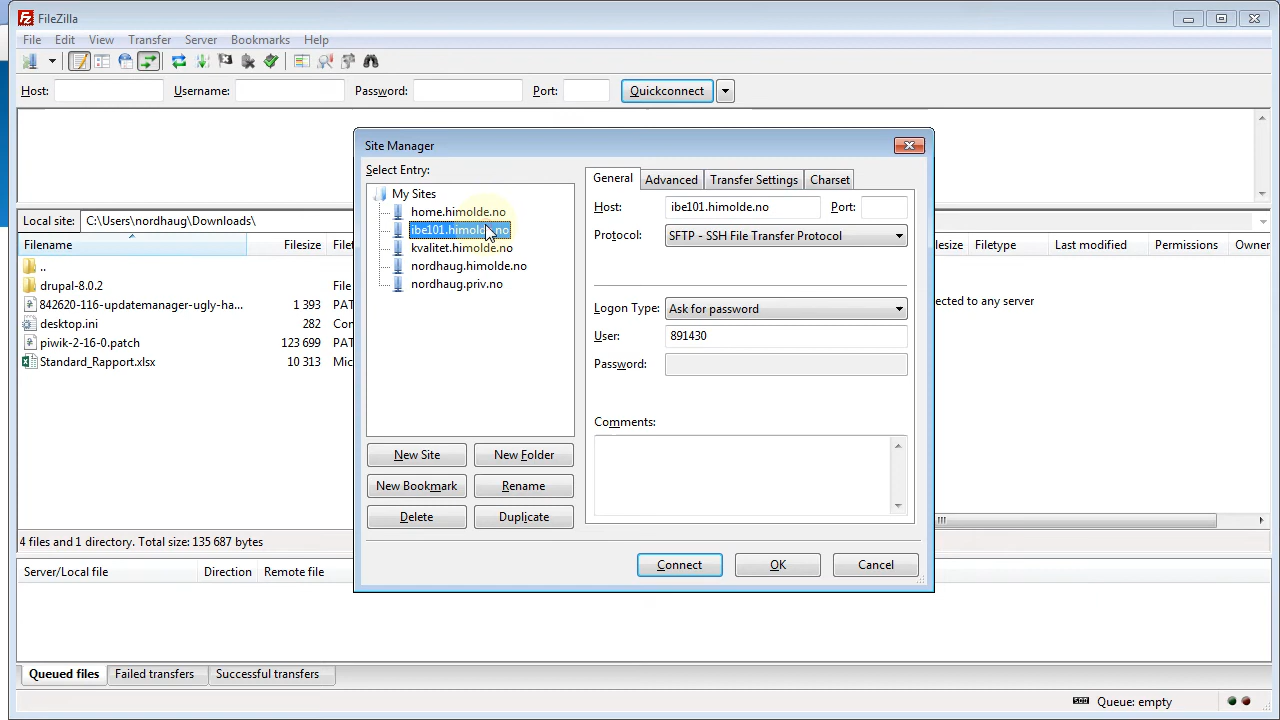 FileZilla
File Edit View Transfer Server Bookmarks Help
Host: Username: Password: Port: Quickconnect
Site Manager
Select Entry:
My Sites
home.himolde.no
ibe101.himolde.no
kvalitet.himolde.no
nordhaug.himolde.no
nordhaug.priv.no
New Site New Folder
New Bookmark Rename
Delete Duplicate
General Advanced Transfer Settings Charset
Host: ibe101.himolde.no Port:
Protocol: SFTP - SSH File Transfer Protocol
Logon Type: Ask for password
User: 891430
Password:
Comments:
Connect OK Cancel
Local site: C:\Users\nordhaug\Downloads\
Filename Filesize Filet
..
drupal-8.0.2 File
842620-116-updatemanager-ugly-ha... 1 393 PAT
desktop.ini 282 Con
piwik-2-16-0.patch 123 699 PAT
Standard_Rapport.xlsx 10 313 Mic
4 files and 1 directory. Total size: 135 687 bytes
lesize Filetype Last modified Permissions Owner
ected to any server
Server/Local file Direction Remote file
Queued files Failed transfers Successful transfers
Queue: empty